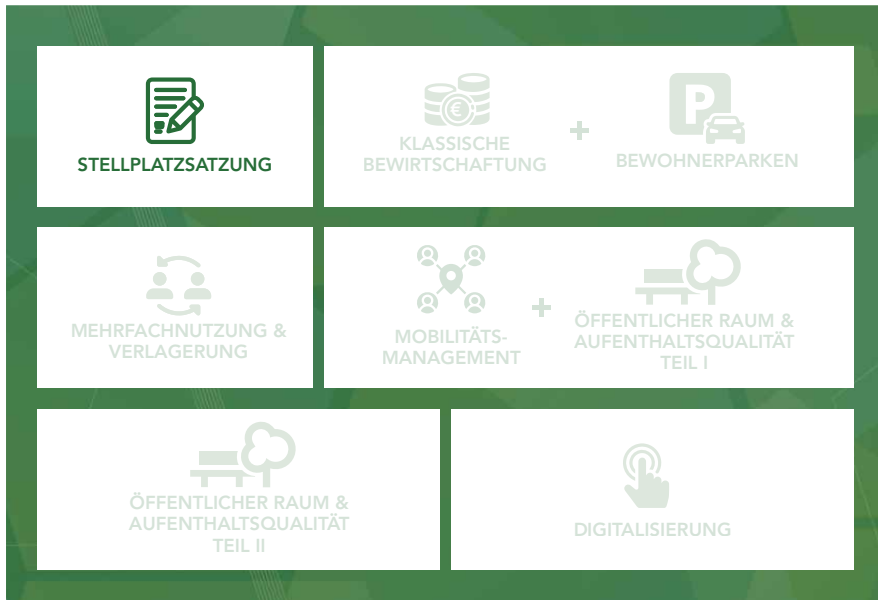 STELLPLATZSATZUNG
€
KLASSISCHE
BEWIRTSCHAFTUNG
+
P
BEWOHNERPARKEN
MEHRFACHNUTZUNG &
VERLAGERUNG
MOBILITÄTS-
MANAGEMENT
+
ÖFFENTLICHER RAUM &
AUFENTHALTSQUALITÄT
TEIL I
ÖFFENTLICHER RAUM &
AUFENTHALTSQUALITÄT
TEIL II
DIGITALISIERUNG